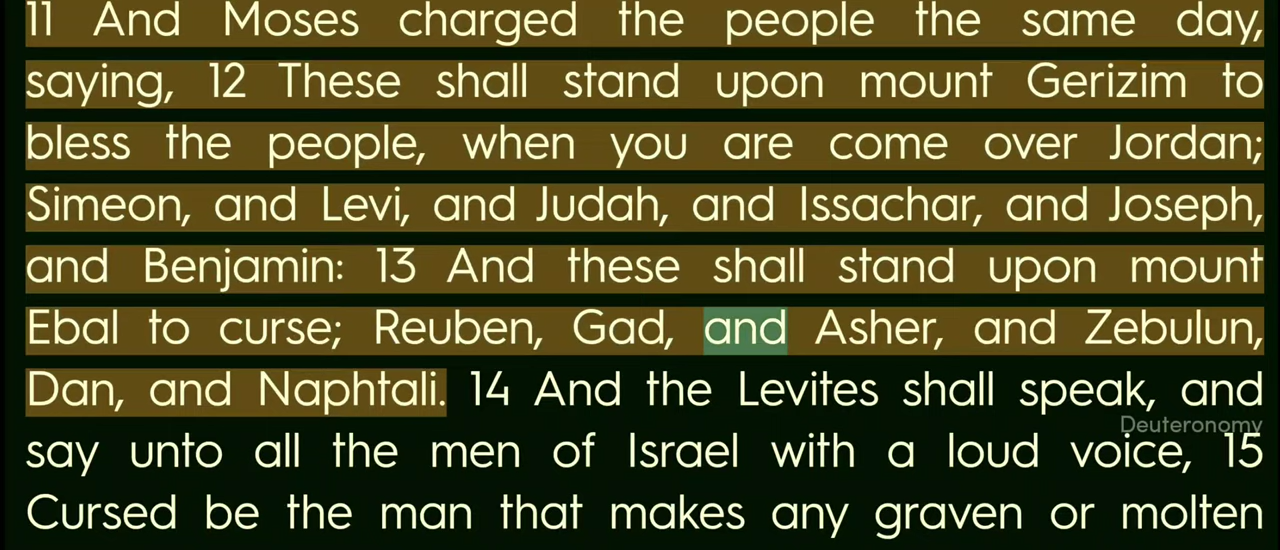 11 And Moses charged the people the same day,
saying, 12 These shall stand upon mount Gerizim to
bless the people, when you are come over Jordan;
Simeon, and Levi, and Judah, and Issachar, and Joseph,
and Benjamin: 13 And these shall stand upon mount
Ebal to curse; Reuben, Gad, and Asher, and Zebulun,
Dan, and Naphtali. 14 And the Levites shall speak, and
Deuteronomy
say unto all the men of Israel with a loud voice, 15
Cursed be the man that makes any graven or molten